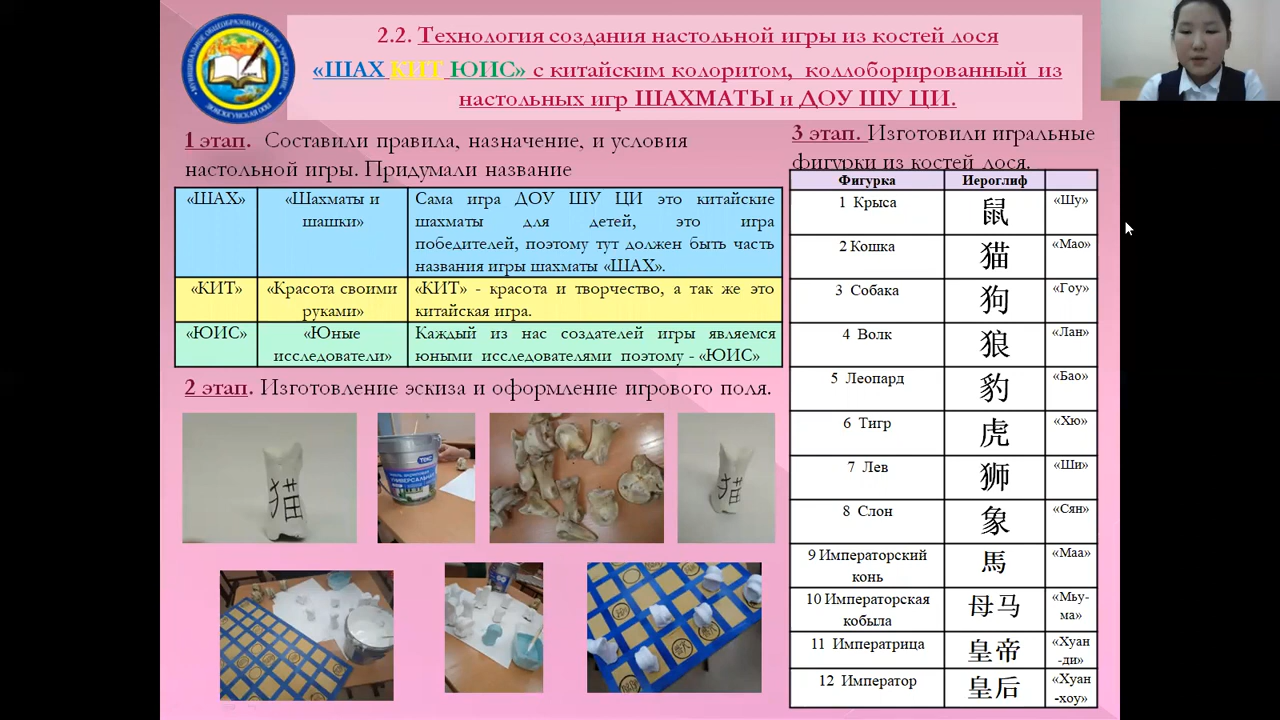 2.2. Технология создания настольной игры из костей лося
«ШАХ КИТ ЮИС» с китайским колоритом, коллоборированный из
настольных игр ШАХМАТЫ и ДОУ ШУ ЦИ.
1 этап. Составили правила, назначение, и условия
настольной игры. Придумали название
«ШАХ»
«Шахматы и
шашки»
Сама игра ДОУ ШУ ЦИ это китайские
шахматы для детей, это игра
победителей, поэтому тут должен быть часть
названия игры шахматы «ШАХ».
«КИТ»
«Красота своими
руками»
«КИТ» - красота и творчество, а так же это
китайская игра.
«ЮИС»
«Юные
исследователи»
Каждый из нас создателей игры являемся
юными исследователями поэтому - «ЮИС»
2 этап. Изготовление эскиза и оформление игрового поля.
猫
ТЕКС
УНИВЕРСАЛЬНАЯ
猫
3 этап. Изготовили игральные
фигурки из костей лося.
Фигурка Иероглиф
1 Крыса 鼠 «Шу»
2 Кошка 猫 «Мао»
3 Собака 狗 «Гоу»
4 Волк 狼 «Лан»
5 Леопард 豹 «Бао»
6 Тигр 虎 «Хю»
7 Лев 狮 «Ши»
8 Слон 象 «Сян»
9 Императорский
конь
馬
«Маа»
10 Императорская
кобыла
母马
«Мьу-
ма»
11 Императрица
皇帝
«Хуан
-ди»
12 Император
皇后
«Хуан
-хоу»